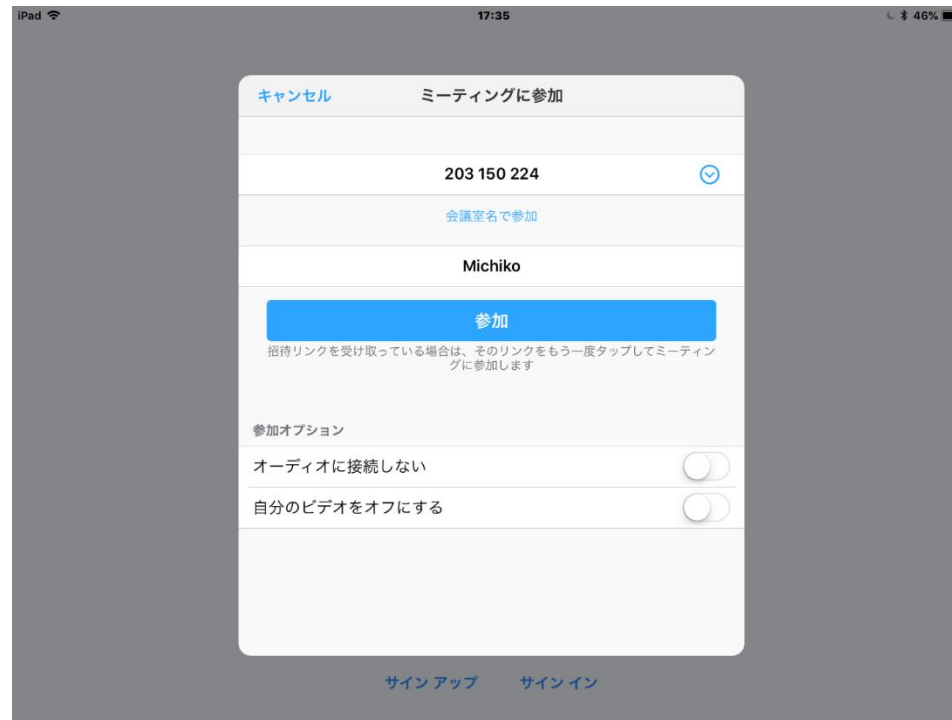 iPad 17:35 46%
キャンセル ミーティングに参加
203 150 224
会議室名で参加
Michiko
参加
招待リンクを受け取っている場合は、そのリンクをもう一度タップしてミーティン
グに参加します
参加オプション
オーディオに接続しない
自分のビデオをオフにする
サイン アップ サイン イン